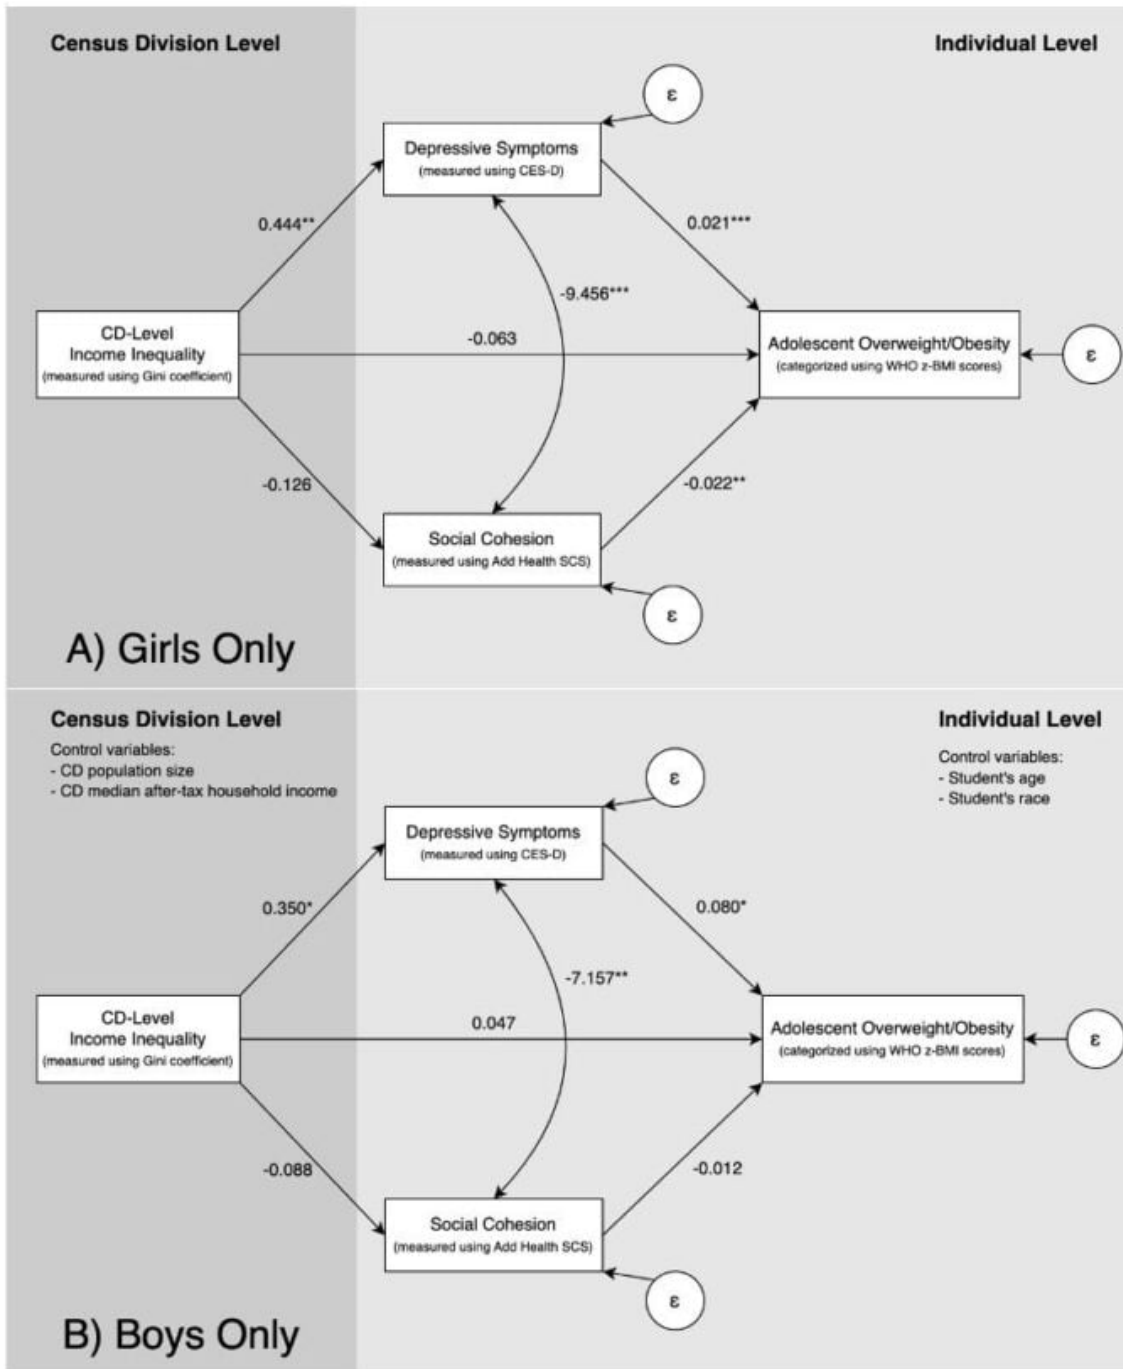 Census Division Level
Individual Level
ε
Depressive Symptoms
(measured using CES-D)
0.444**
0.021***
-9.456***
CD-Level
Income Inequality
(measured using Gini coefficient)
-0.063
Adolescent Overweight/Obesity
(categorized using WHO z-BMI scores)
ε
-0.126
-0.022**
Social Cohesion
(measured using Add Health SCS)
ε
A) Girls Only
Census Division Level
Control variables:
- CD population size
- CD median after-tax household income
Individual Level
Control variables:
- Student's age
- Student's race
ε
Depressive Symptoms
(measured using CES-D)
0.350*
0.080*
-7.157**
CD-Level
Income Inequality
(measured using Gini coefficient)
0.047
Adolescent Overweight/Obesity
(categorized using WHO z-BMI scores)
ε
-0.088
-0.012
Social Cohesion
(measured using Add Health SCS)
ε
B) Boys Only